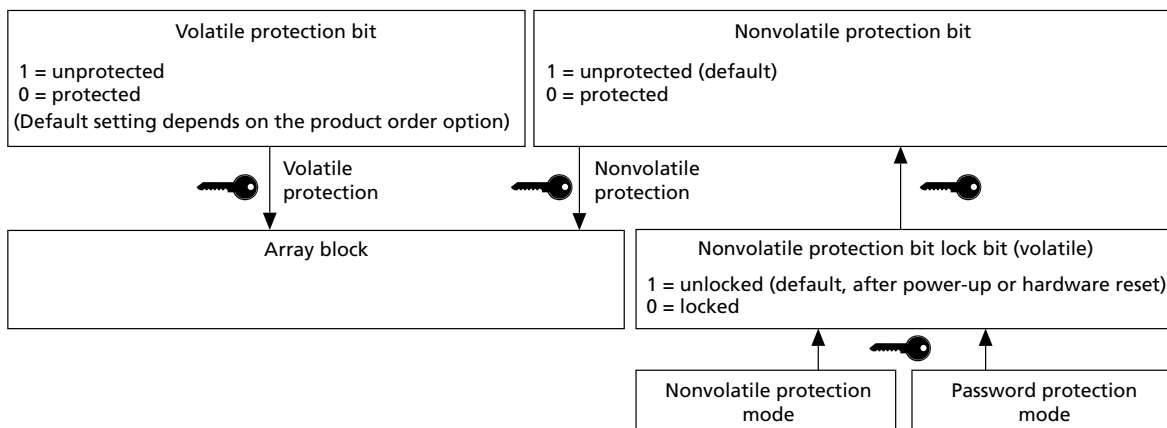 Volatile protection bit
1 = unprotected
0 = protected
(Default setting depends on the product order option)
Nonvolatile protection bit
1 = unprotected (default)
0 = protected
Volatile
protection
Nonvolatile
protection
Array block
Nonvolatile protection bit lock bit (volatile)
1 = unlocked (default, after power-up or hardware reset)
0 = locked
Nonvolatile protection
mode
Password protection
mode